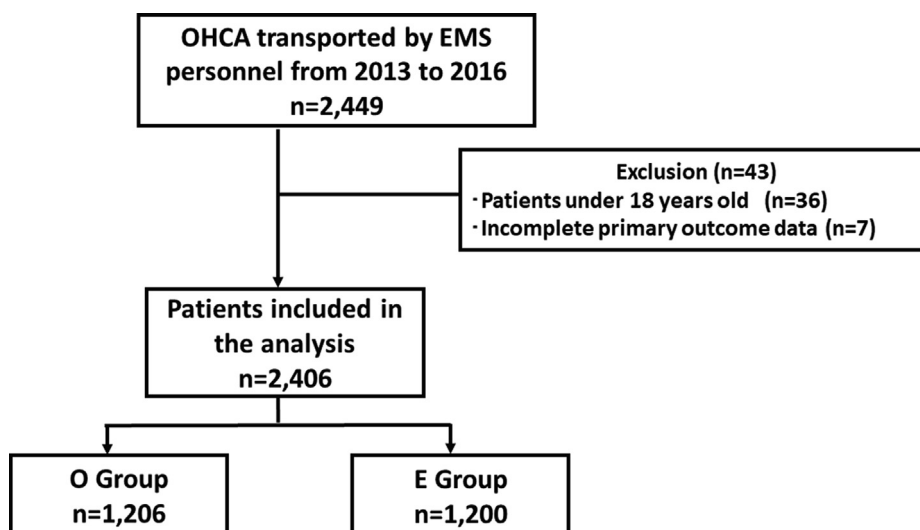 OHCA transported by EMS
personnel from 2013 to 2016
n=2,449
Exclusion (n=43)
· Patients under 18 years old (n=36)
· Incomplete primary outcome data (n=7)
Patients included in
the analysis
n=2,406
O Group
n=1,206
E Group
n=1,200